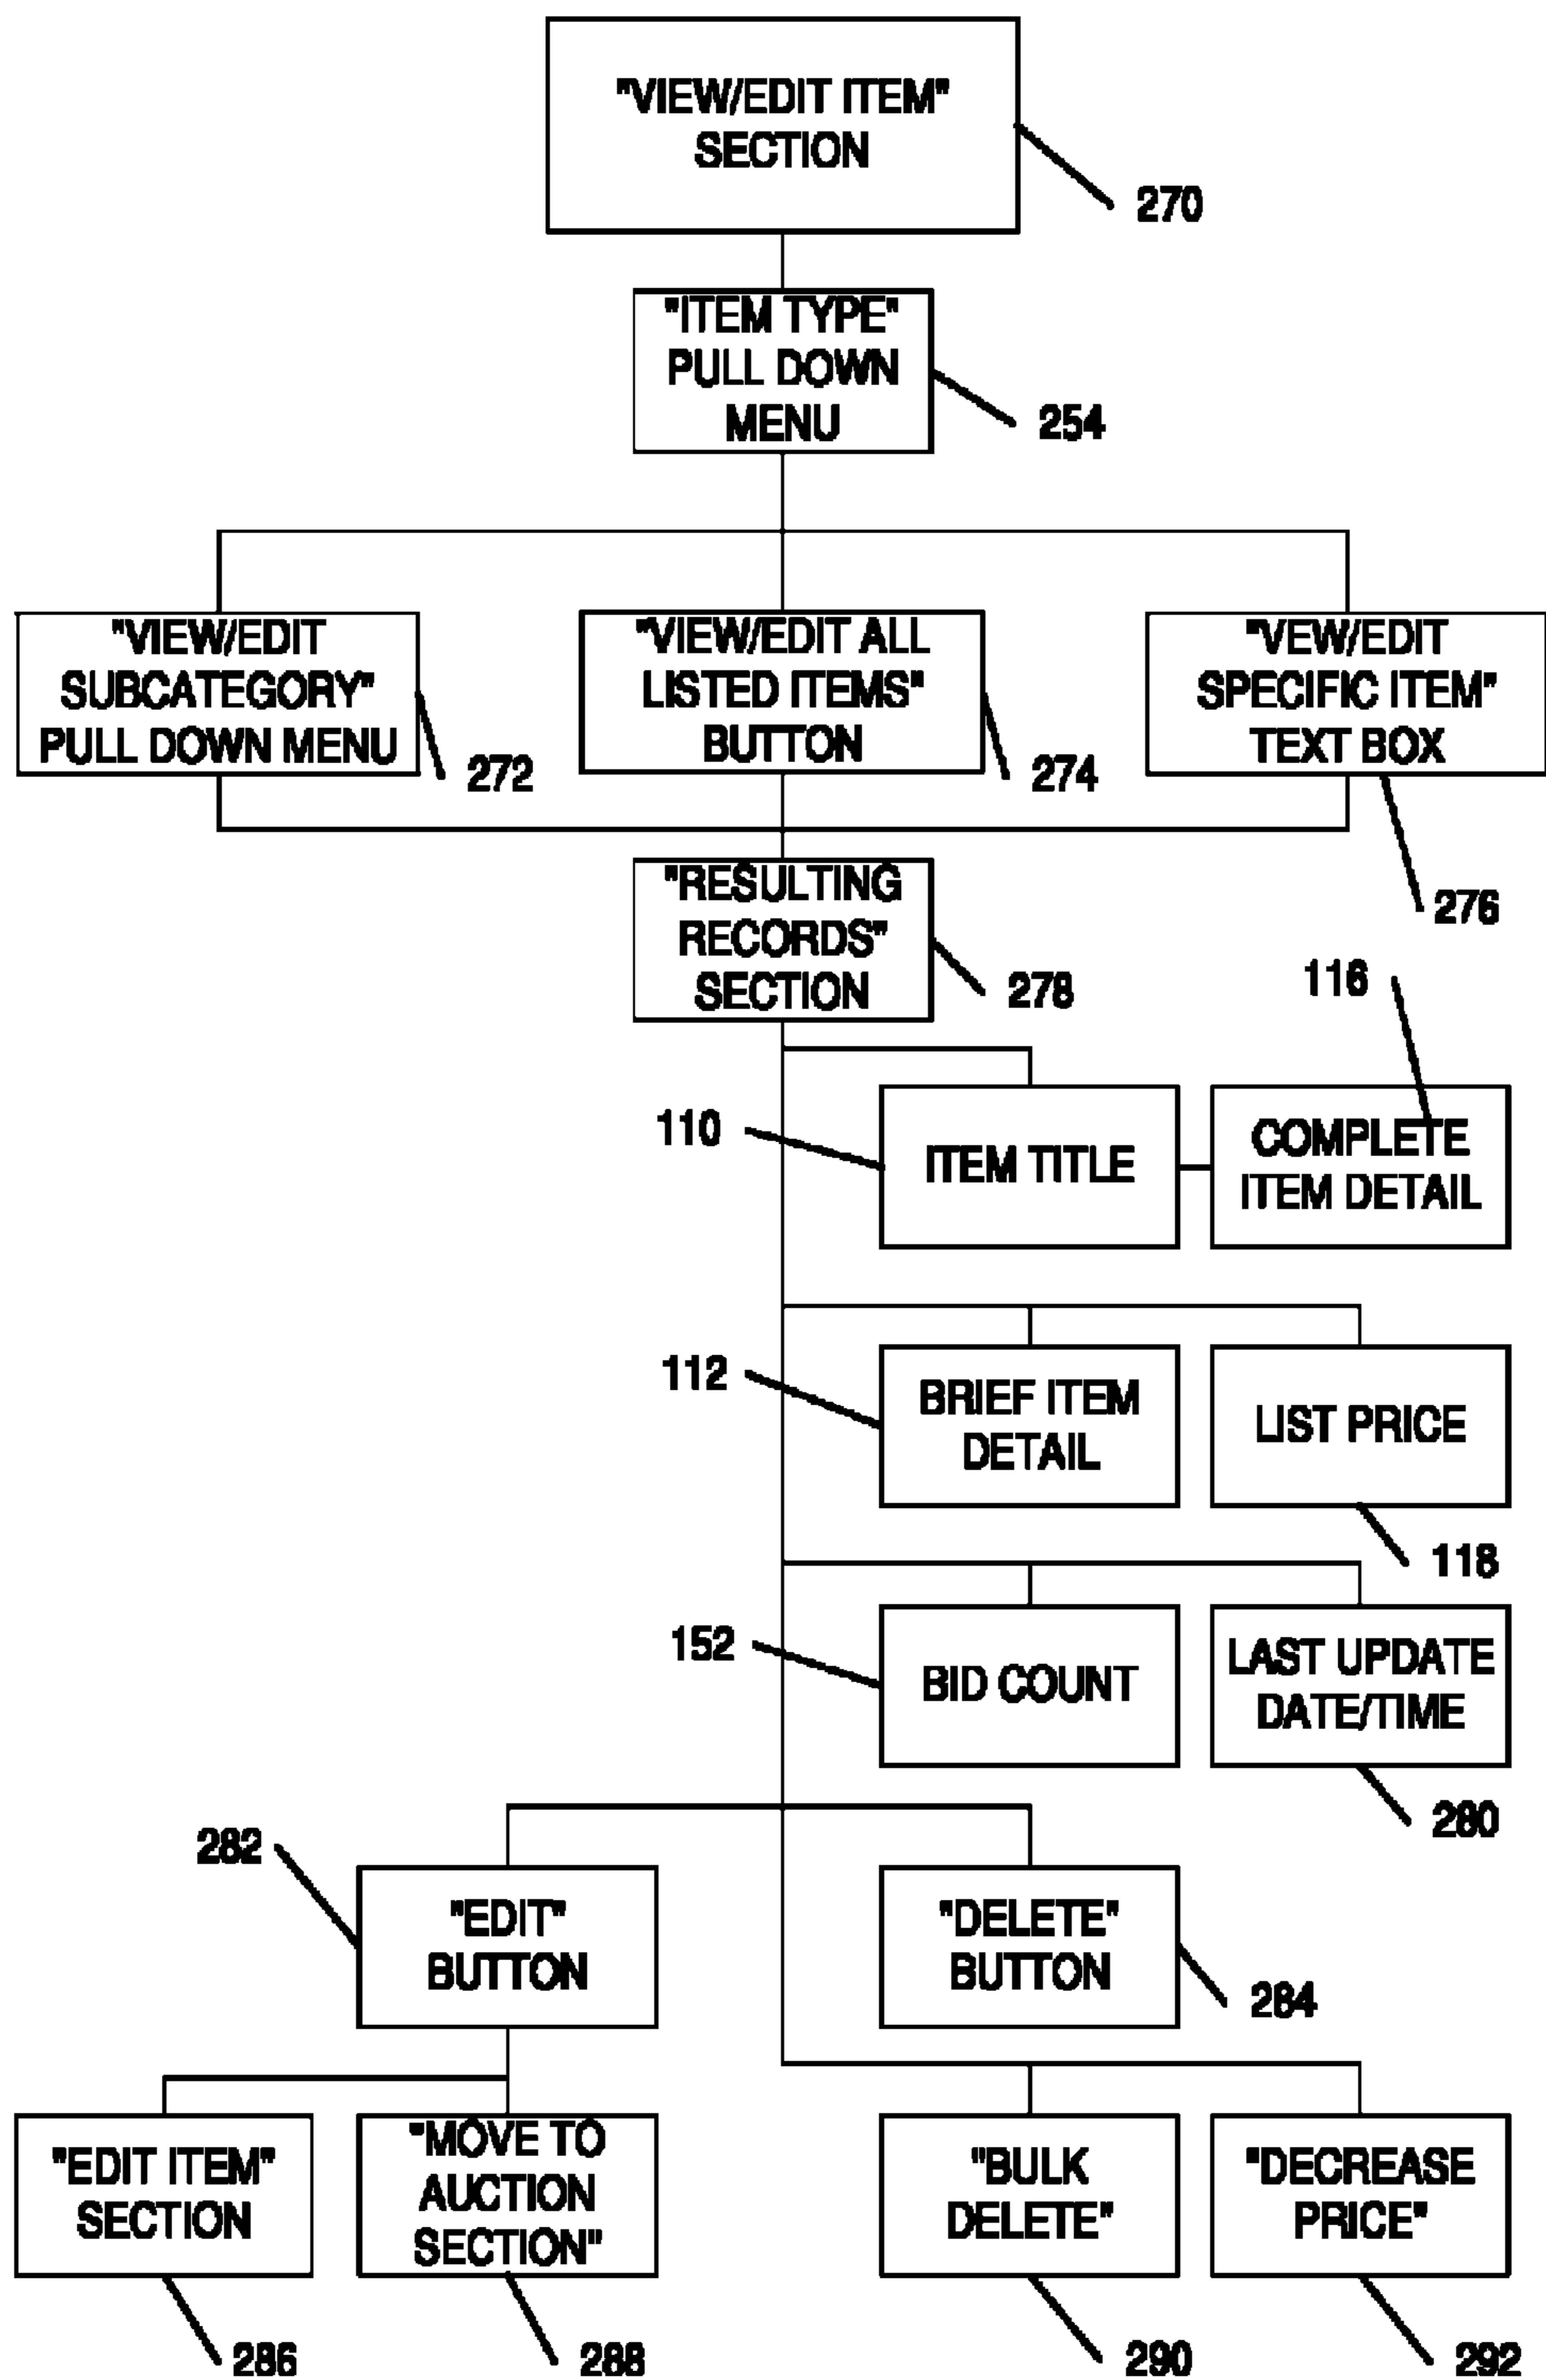 "VIEW/EDIT ITEM"
SECTION
270
"ITEM TYPE"
PULL DOWN
MENU
254
"VIEW/EDIT
SUBCATEGORY"
PULL DOWN MENU
272
"VIEW/EDIT ALL
LISTED ITEMS"
BUTTON
274
"VEW/EDIT
SPECIFIC ITEM"
TEXT BOX
276
"RESULTING
RECORDS"
SECTION
278
116
110
ITEM TITLE
COMPLETE
ITEM DETAIL
112
BRIEF ITEM
DETAIL
LIST PRICE
118
152
BID COUNT
LAST UPDATE
DATE/TIME
280
282
"EDIT"
BUTTON
"DELETE"
BUTTON
284
"EDIT ITEM"
SECTION
"MOVE TO
AUCTION
SECTION"
"BULK
DELETE"
"DECREASE
PRICE"
286
288
290
292